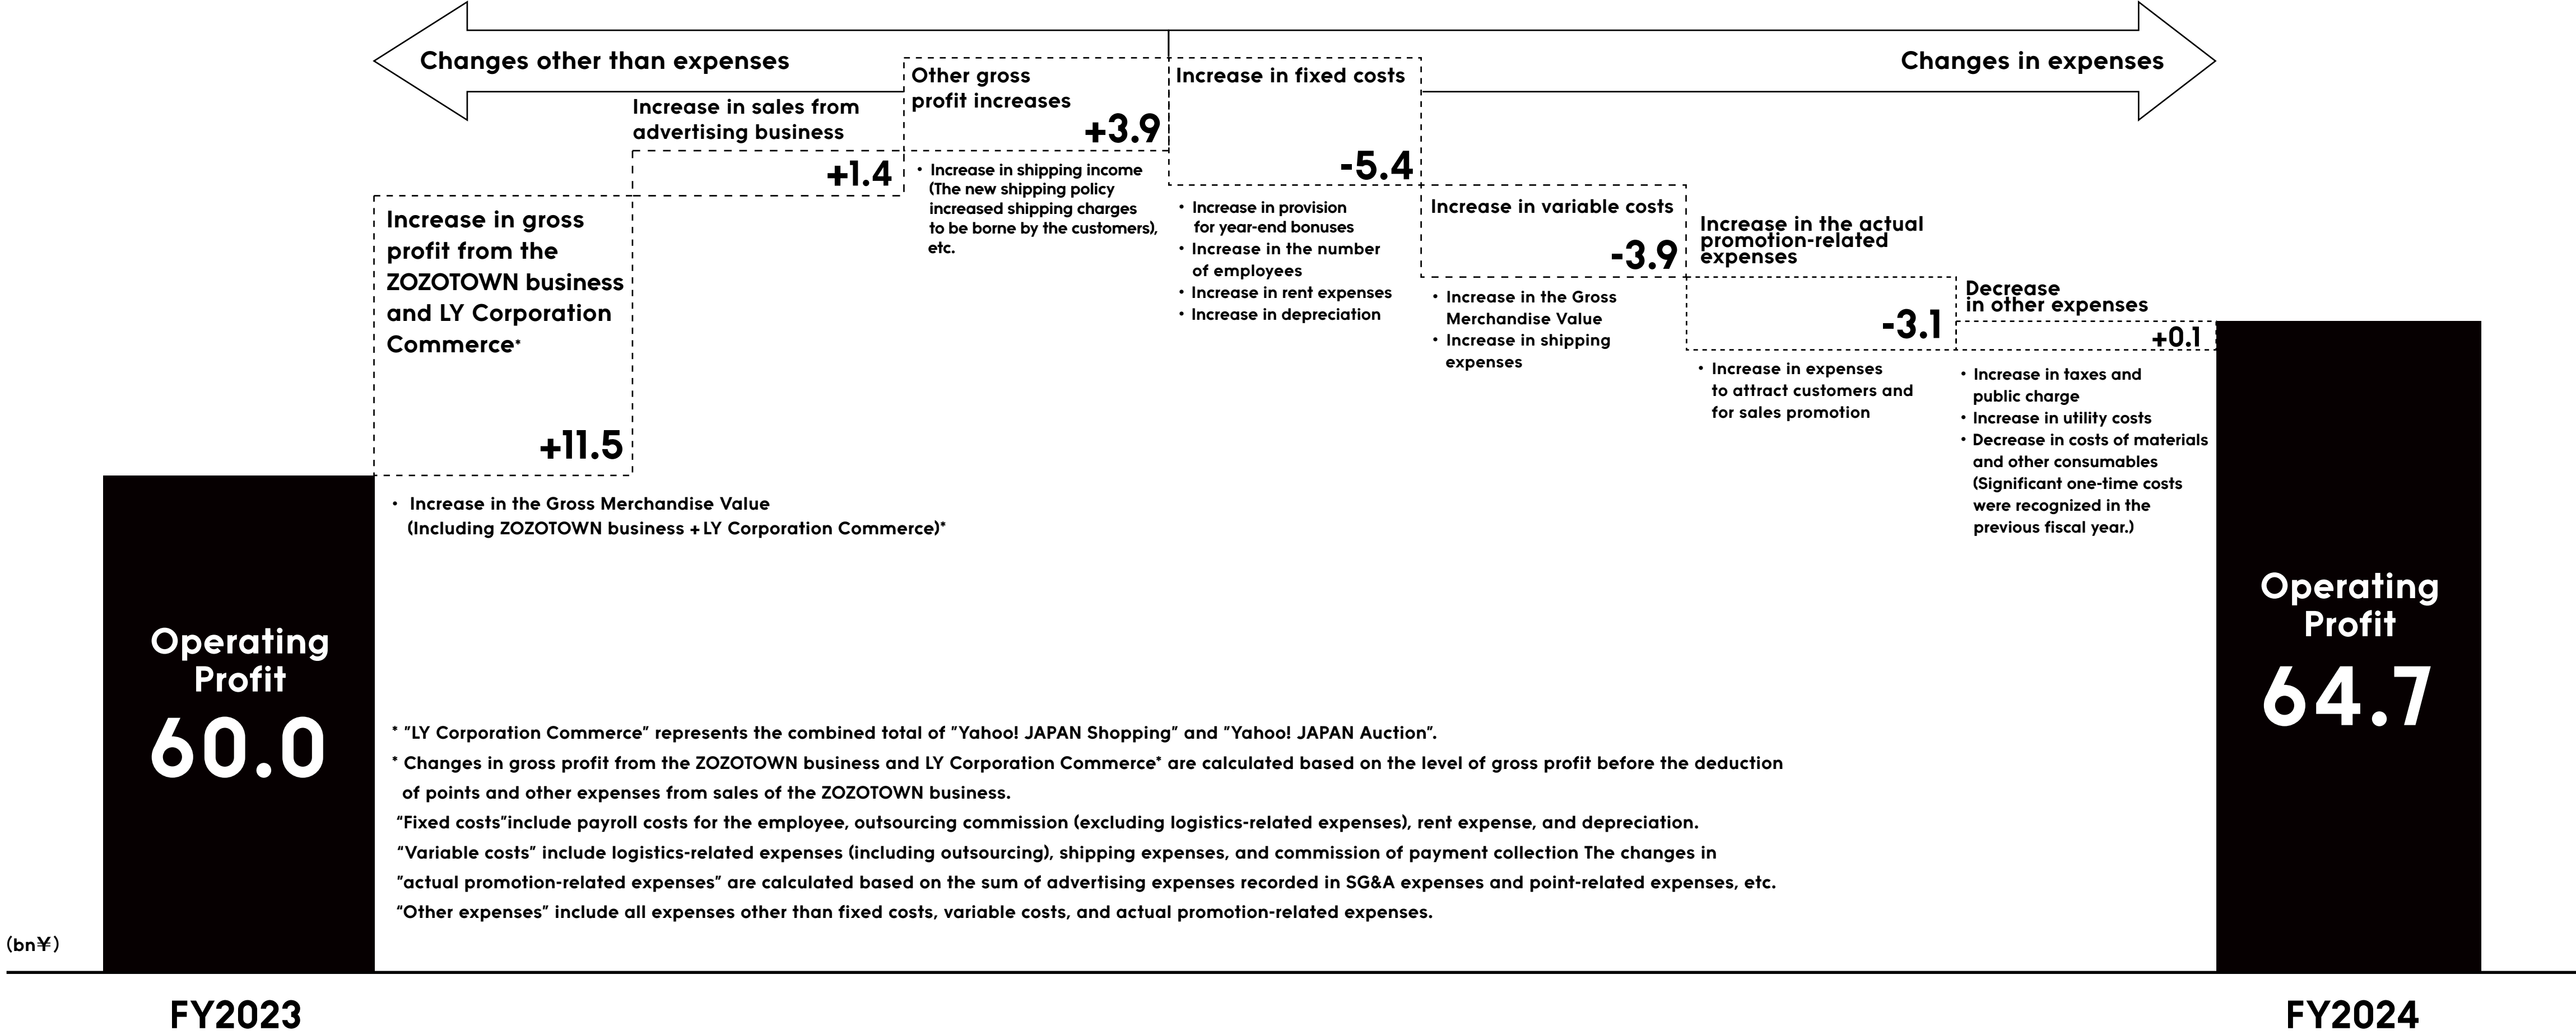 Changes other than expenses
Changes in expenses
Increase in gross
profit from the
ZOZOTOWN business
and LY Corporation
Commerce*
+11.5
• Increase in the Gross Merchandise Value
(Including ZOZOTOWN business + LY Corporation Commerce)*
Increase in sales from
advertising business
+1.4
Other gross
profit increases
+3.9
• Increase in shipping income
(The new shipping policy
increased shipping charges
to be borne by the customers),
etc.
Increase in fixed costs
-5.4
• Increase in provision
for year-end bonuses
• Increase in the number
of employees
• Increase in rent expenses
• Increase in depreciation
Increase in variable costs
-3.9
• Increase in the Gross
Merchandise Value
• Increase in shipping
expenses
Increase in the actual
promotion-related
expenses
-3.1
• Increase in expenses
to attract customers and
for sales promotion
Decrease
in other expenses
+0.1
• Increase in taxes and
public charge
• Increase in utility costs
• Decrease in costs of materials
and other consumables
(Significant one-time costs
were recognized in the
previous fiscal year.)
Operating
Profit
60.0
Operating
Profit
64.7
* "LY Corporation Commerce" represents the combined total of "Yahoo! JAPAN Shopping" and "Yahoo! JAPAN Auction".
* Changes in gross profit from the ZOZOTOWN business and LY Corporation Commerce* are calculated based on the level of gross profit before the deduction
of points and other expenses from sales of the ZOZOTOWN business.
"Fixed costs"include payroll costs for the employee, outsourcing commission (excluding logistics-related expenses), rent expense, and depreciation.
"Variable costs" include logistics-related expenses (including outsourcing), shipping expenses, and commission of payment collection The changes in
"actual promotion-related expenses" are calculated based on the sum of advertising expenses recorded in SG&A expenses and point-related expenses, etc.
"Other expenses" include all expenses other than fixed costs, variable costs, and actual promotion-related expenses.
(bn¥)
FY2023
FY2024